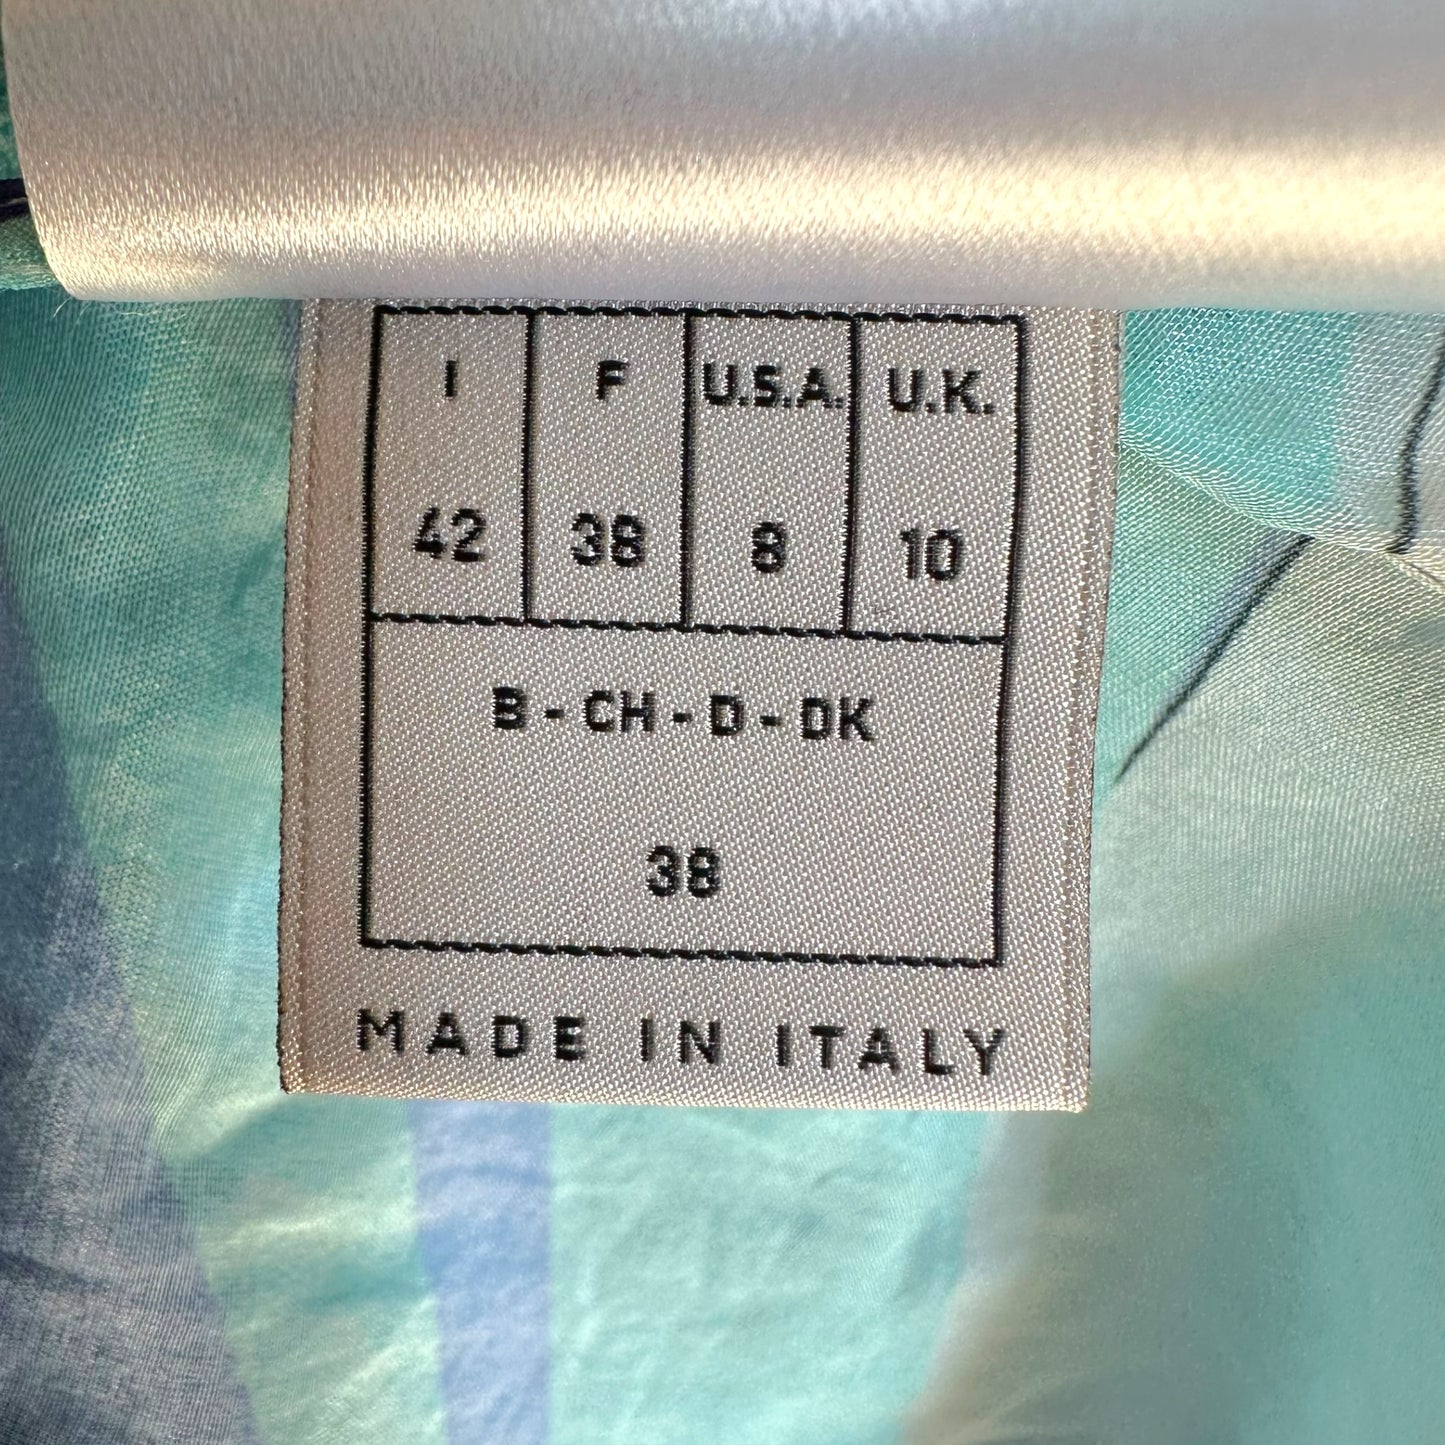 I F U.S.A. U.K.
42 38 8 10
B - CH - D - DK
38
MADE IN ITALY